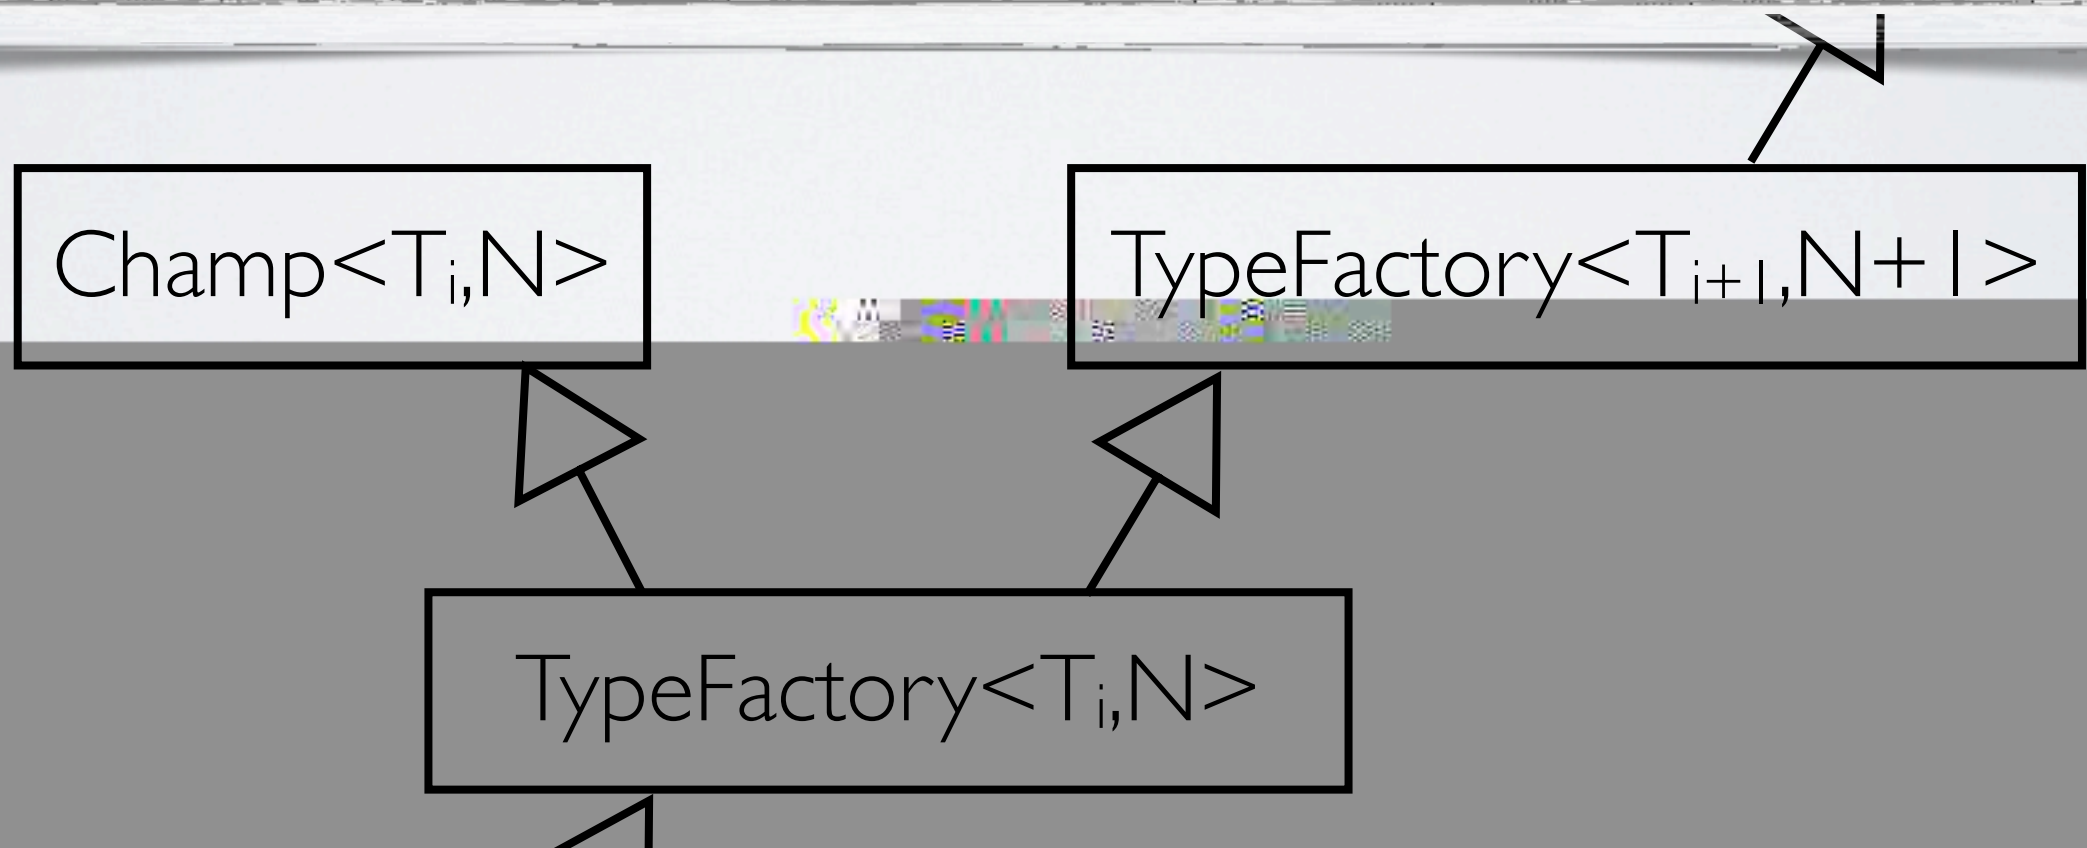 Champ<Tᵢ,N>
TypeFactory<Tᵢ₊₁,N+1>
TypeFactory<Tᵢ,N>